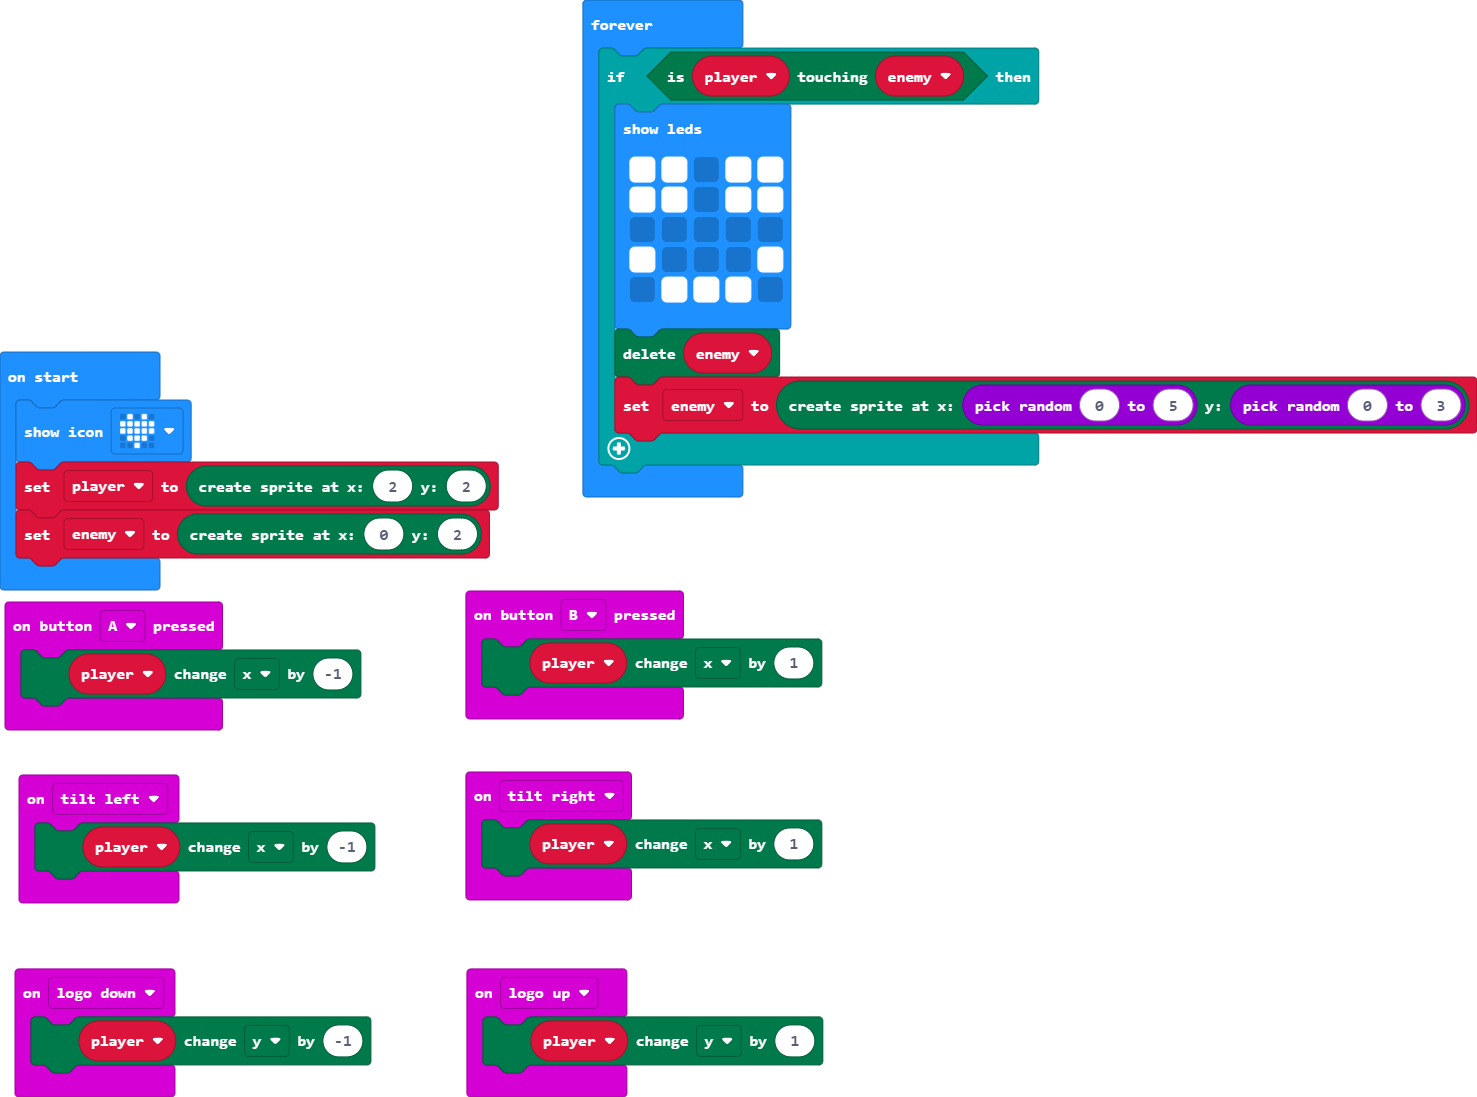 forever
if is player touching enemy then
show leds
delete enemy
set enemy to create sprite at x: pick random 0 to 5 y: pick random 0 to 3
on start
show icon
set player to create sprite at x: 2 y: 2
set enemy to create sprite at x: 0 y: 2
on button A pressed
player change x by -1
on button B pressed
player change x by 1
on tilt left
player change x by -1
on tilt right
player change x by 1
on logo down
player change y by -1
on logo up
player change y by 1